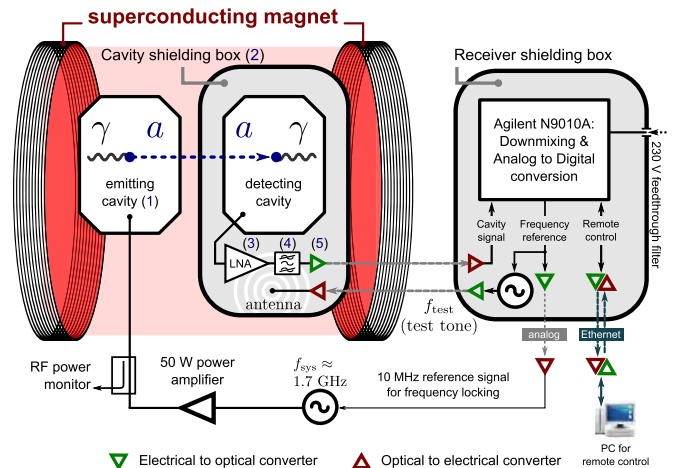 superconducting magnet
Cavity shielding box (2)
Receiver shielding box
γ a
a γ
emitting
cavity (1)
detecting
cavity
Agilent N9010A:
Downmixing &
Analog to Digital
conversion
230 V feedthrough filter
Cavity
signal
Frequency
reference
Remote
control
(3) (4) (5)
LNA
antenna
f_test
(test tone)
analog
Ethernet
RF power
monitor
50 W power
amplifier
f_sys ≈
1.7 GHz
10 MHz reference signal
for frequency locking
PC for
remote control
Electrical to optical converter
Optical to electrical converter